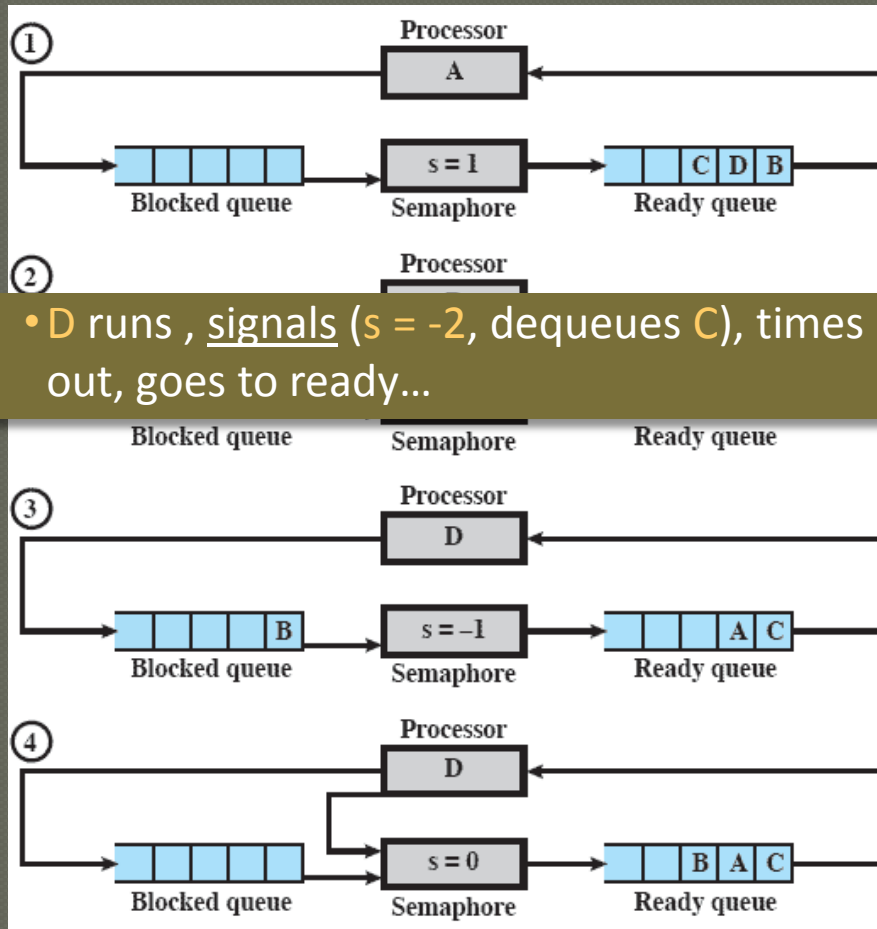 1
Processor
A
C D B
s = 1
Blocked queue
Semaphore
Ready queue
2
Processor
• D runs , signals (s = -2, dequeues C), times
out, goes to ready…
Blocked queue
Semaphore
Ready queue
3
Processor
D
B
s = –1
A C
Blocked queue
Semaphore
Ready queue
4
Processor
D
s = 0
B A C
Blocked queue
Semaphore
Ready queue